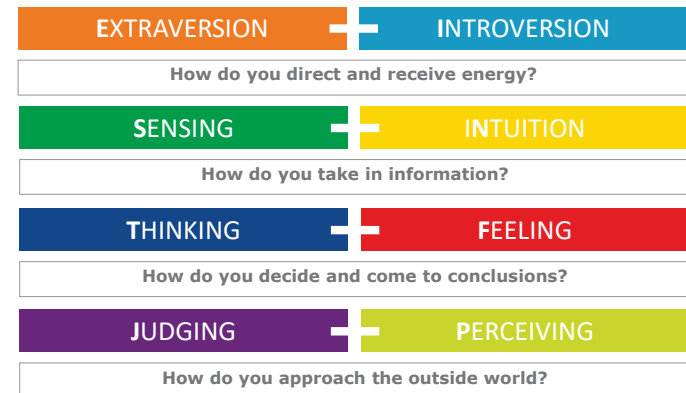 EXTRAVERSION INTROVERSION
How do you direct and receive energy?
SENSING INTUITION
How do you take in information?
THINKING FEELING
How do you decide and come to conclusions?
JUDGING PERCEIVING
How do you approach the outside world?